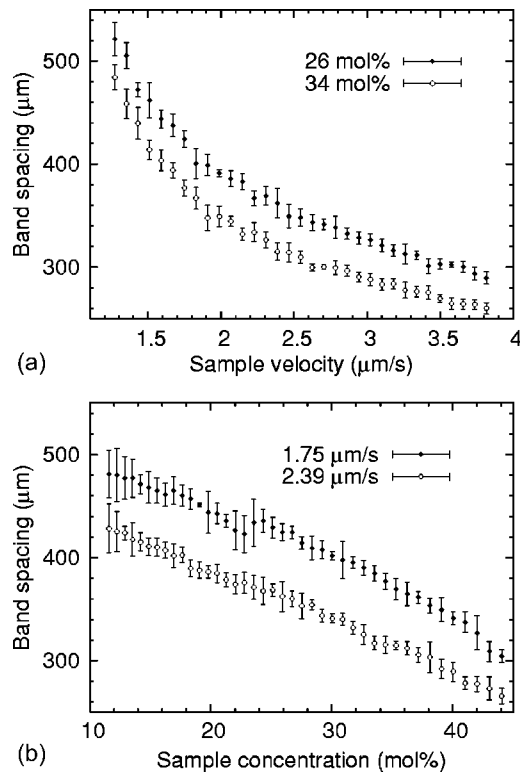 500
400
300
Band spacing (μm)
26 mol%
34 mol%
1.5 2 2.5 3 3.5 4
Sample velocity (μm/s)
(a)
500
400
300
Band spacing (μm)
1.75 μm/s
2.39 μm/s
10 20 30 40
Sample concentration (mol%)
(b)